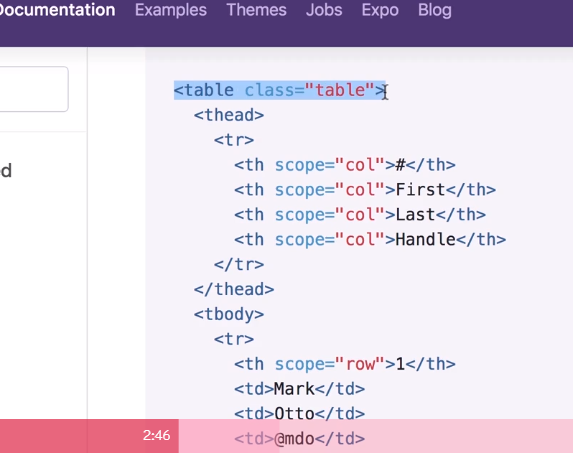 Documentation Examples Themes Jobs Expo Blog
<table class="table">
<thead>
<tr>
<th scope="col">#</th>
<th scope="col">First</th>
<th scope="col">Last</th>
<th scope="col">Handle</th>
</tr>
</thead>
<tbody>
<tr>
<th scope="row">1</th>
<td>Mark</td>
<td>Otto</td>
<td>@mdo</td>
2:46